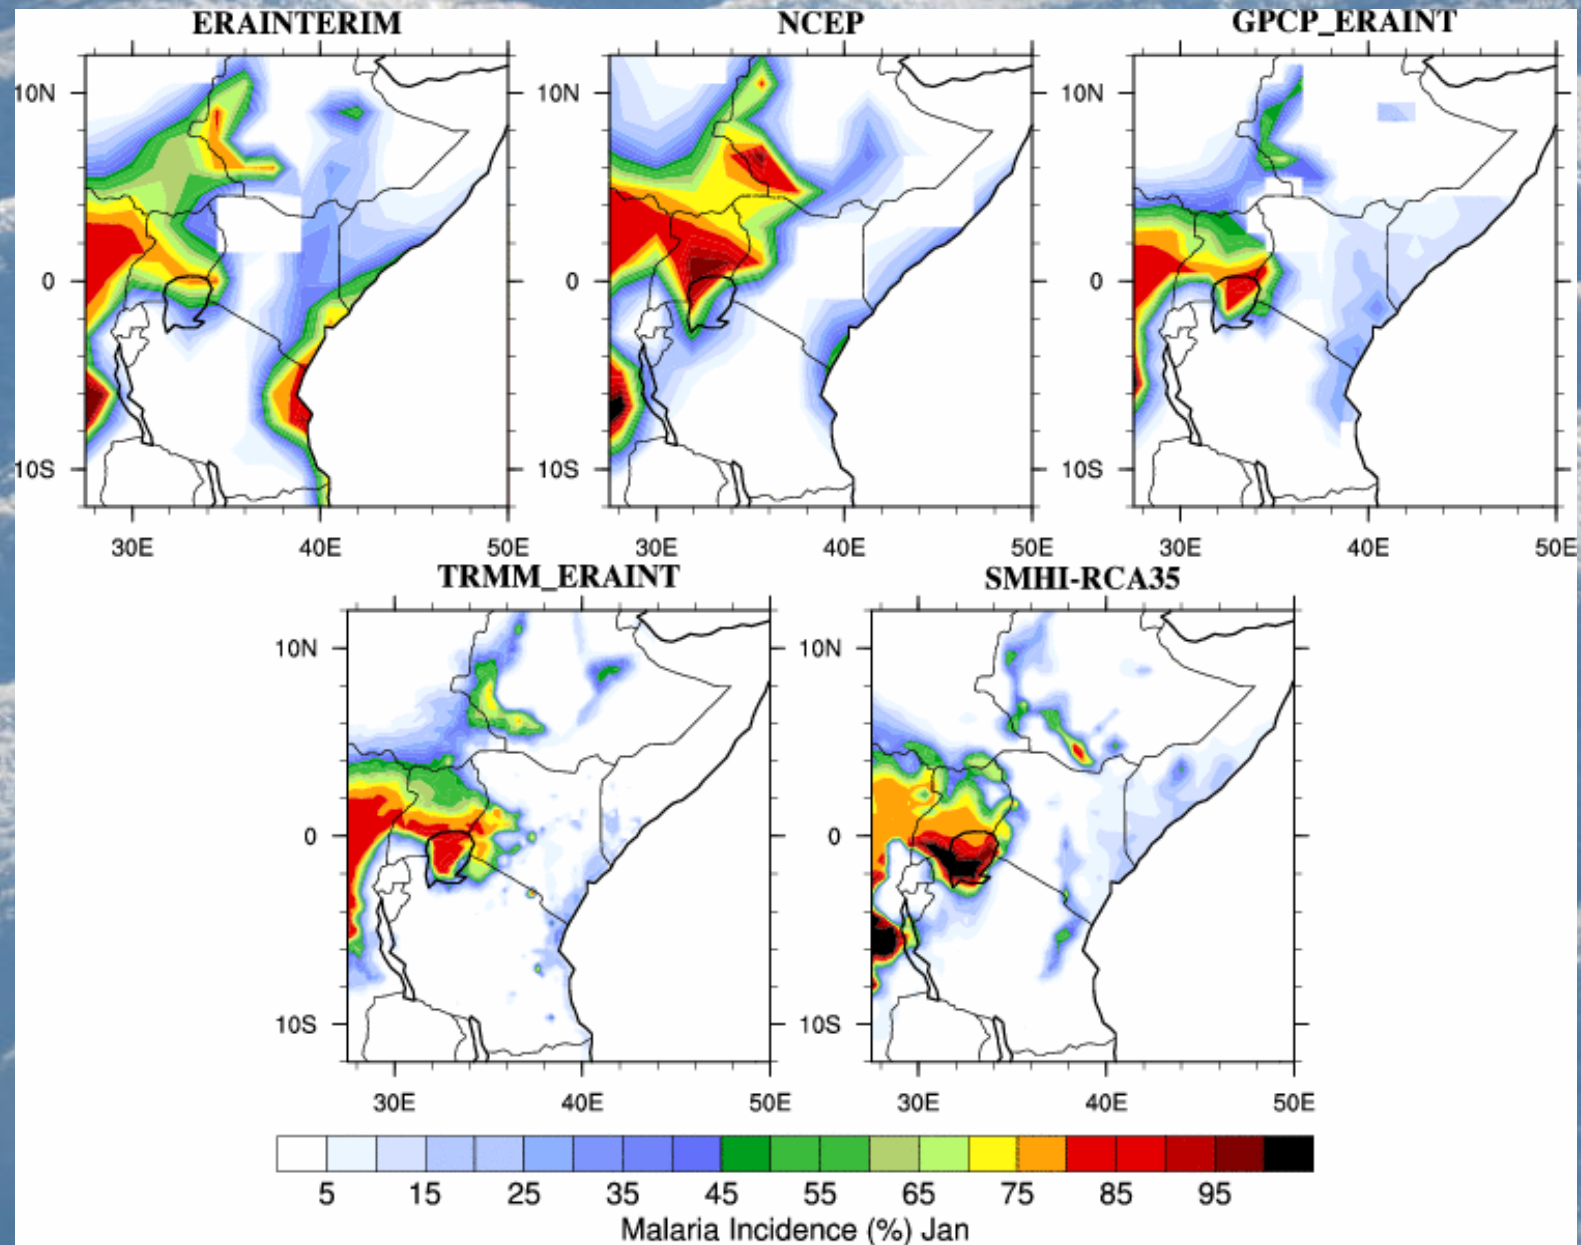 ERAINTERIM NCEP GPCP_ERAINT
10N 10N 10N
0 0 0
10S 10S 10S
30E 40E 50E 30E 40E 50E 30E 40E 50E
TRMM_ERAINT SMHI-RCA35
10N 10N
0 0
10S 10S
30E 40E 50E 30E 40E 50E
5 15 25 35 45 55 65 75 85 95
Malaria Incidence (%) Jan